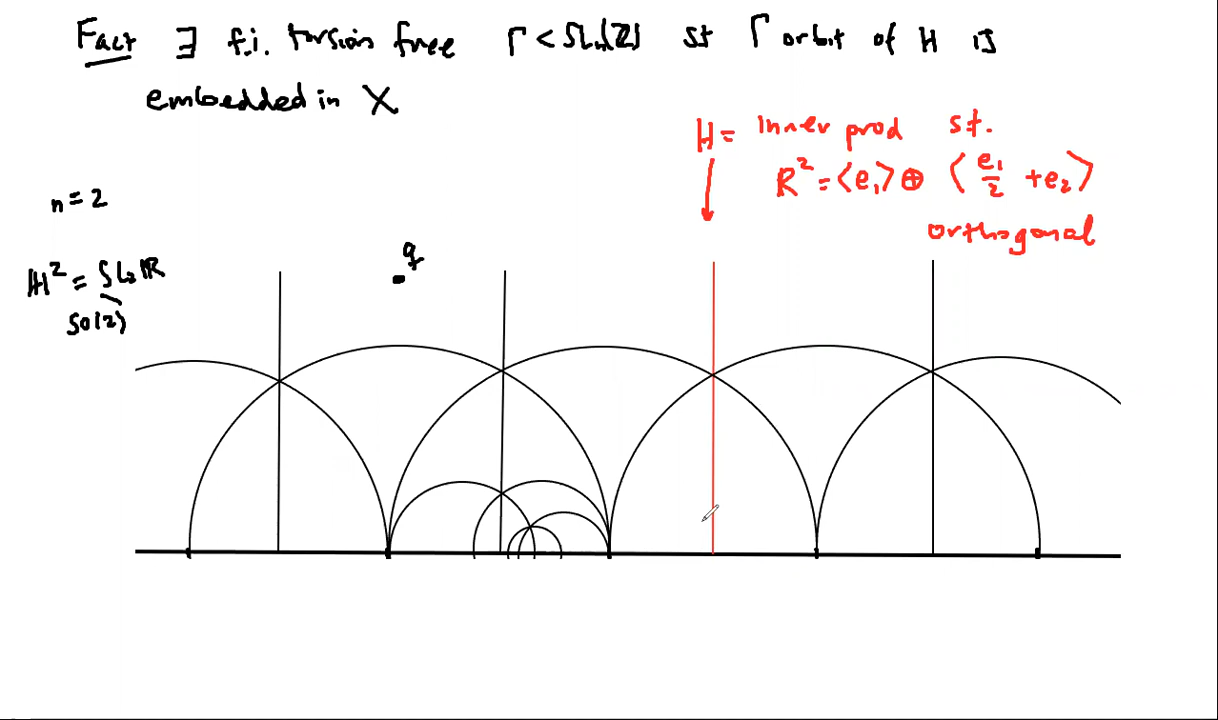 Fact ∃ f.i. torsion free Γ < SLₙ(Z) st Γ orbit of H is
embedded in X
H = inner prod st.
R² = ⟨e₁⟩ ⊕ ⟨e₁/2 + e₂⟩
orthogonal
n = 2
q
H² = SL₂R
SO(2)